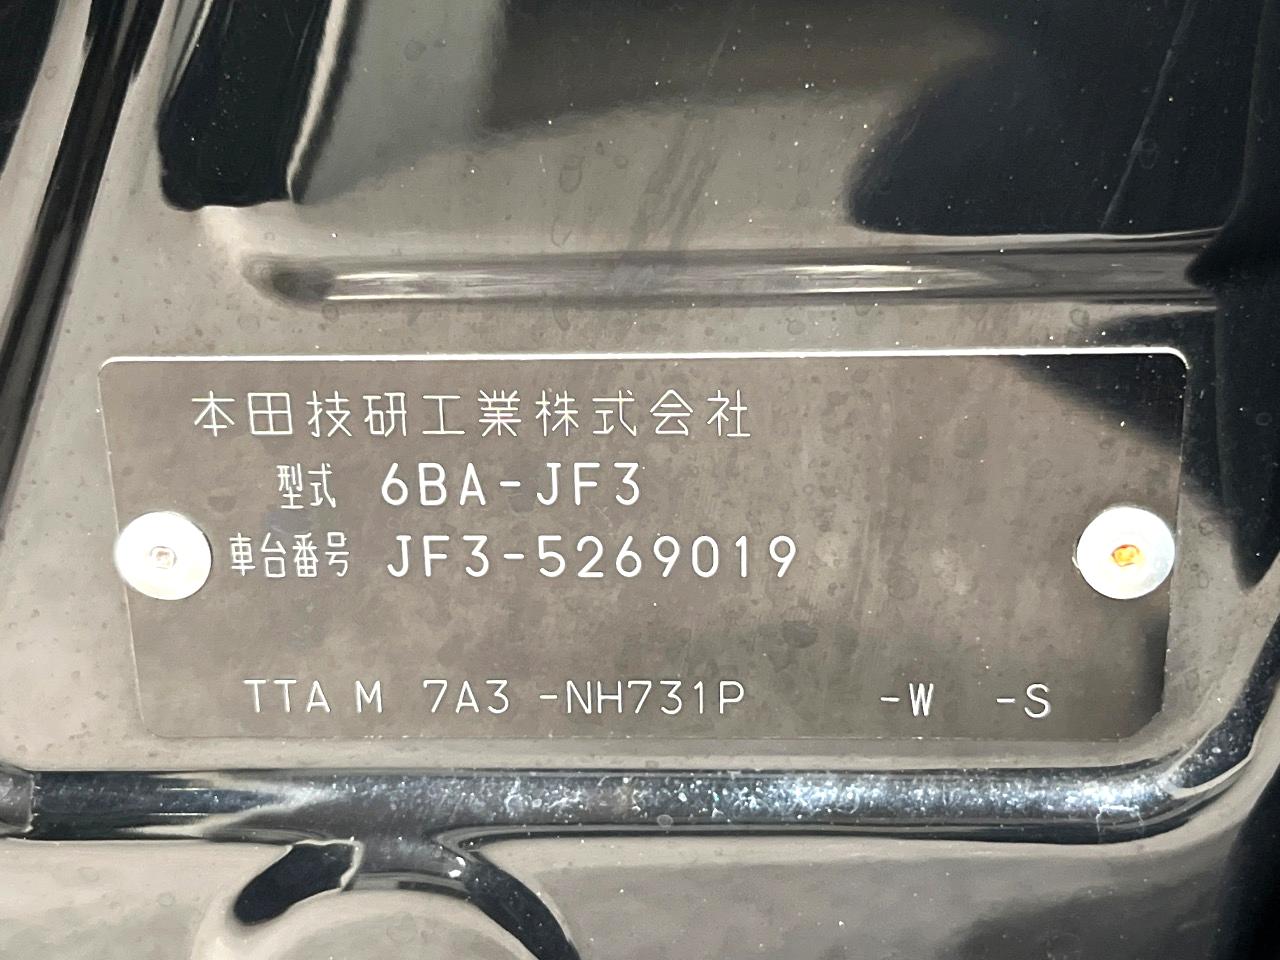 本田技研工業株式会社
型式 6BA-JF3
車台番号 JF3-5269019
TTA M 7A3 -NH731P -W -S